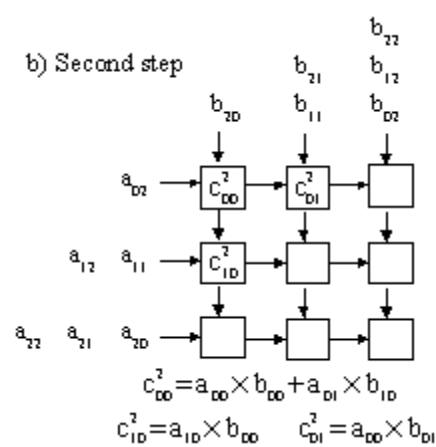 b₂₂
b) Second step b₂₁ b₁₂
b₂₀ b₁₁ b₀₂
a₀₂ c²₀₀ c²₀₁
a₁₂ a₁₁ c²₁₀
a₂₂ a₂₁ a₂₀
c²₀₀=a₀₀×b₀₀+a₀₁×b₁₀
c²₁₀=a₁₀×b₀₀ c²₀₁=a₀₀×b₀₁